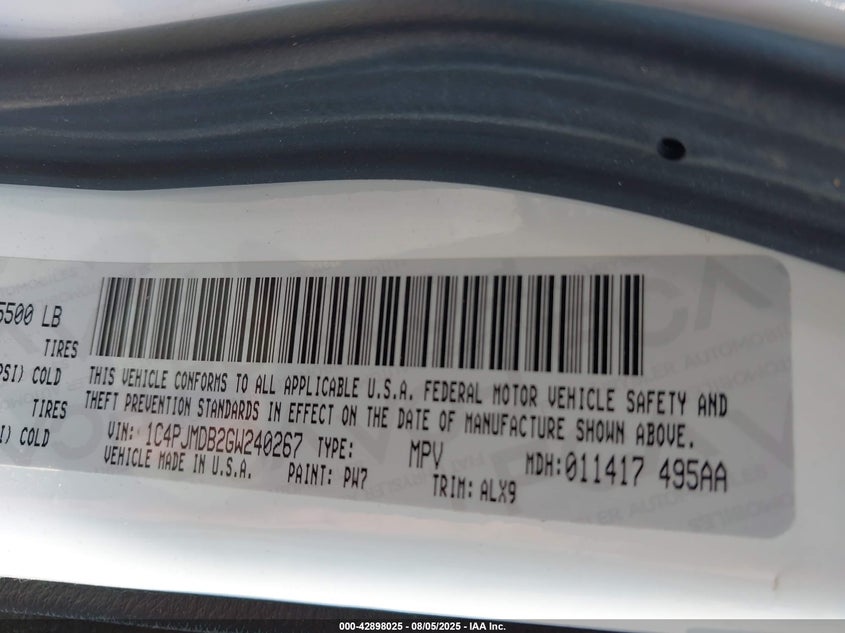 5500 LB
TIRES
PSI) COLD
TIRES
I) COLD
THIS VEHICLE CONFORMS TO ALL APPLICABLE U.S.A. FEDERAL MOTOR VEHICLE SAFETY AND
THEFT PREVENTION STANDARDS IN EFFECT ON THE DATE OF MANUFACTURE SHOWN ABOVE.
VIN: 1C4PJMDB2GW240267 TYPE: MPV MDH:011417 495AA
VEHICLE MADE IN U.S.A. PAINT: PW7 TRIM: ALX9
000-42898025 - 08/05/2025 - IAA Inc.